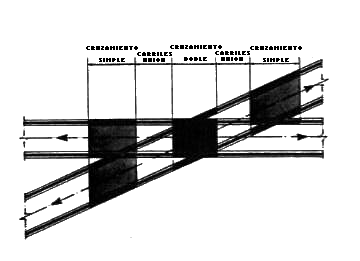 CRUZAMIENTO
SIMPLE
CARRILES
UNION
CRUZAMIENTO
DOBLE
CARRILES
UNION
CRUZAMIENTO
SIMPLE